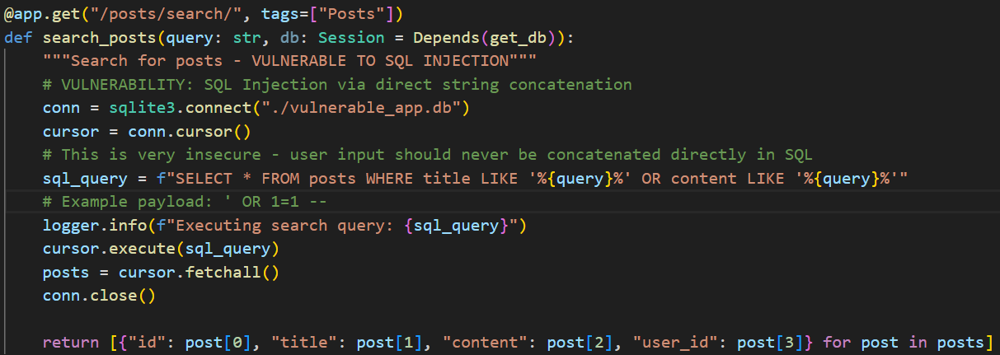 @app.get("/posts/search/", tags=["Posts"])
def search_posts(query: str, db: Session = Depends(get_db)):
    """Search for posts - VULNERABLE TO SQL INJECTION"""
    # VULNERABILITY: SQL Injection via direct string concatenation
    conn = sqlite3.connect("./vulnerable_app.db")
    cursor = conn.cursor()
    # This is very insecure - user input should never be concatenated directly in SQL
    sql_query = f"SELECT * FROM posts WHERE title LIKE '%{query}%' OR content LIKE '%{query}%'"
    # Example payload: ' OR 1=1 --
    logger.info(f"Executing search query: {sql_query}")
    cursor.execute(sql_query)
    posts = cursor.fetchall()
    conn.close()

    return [{"id": post[0], "title": post[1], "content": post[2], "user_id": post[3]} for post in posts]